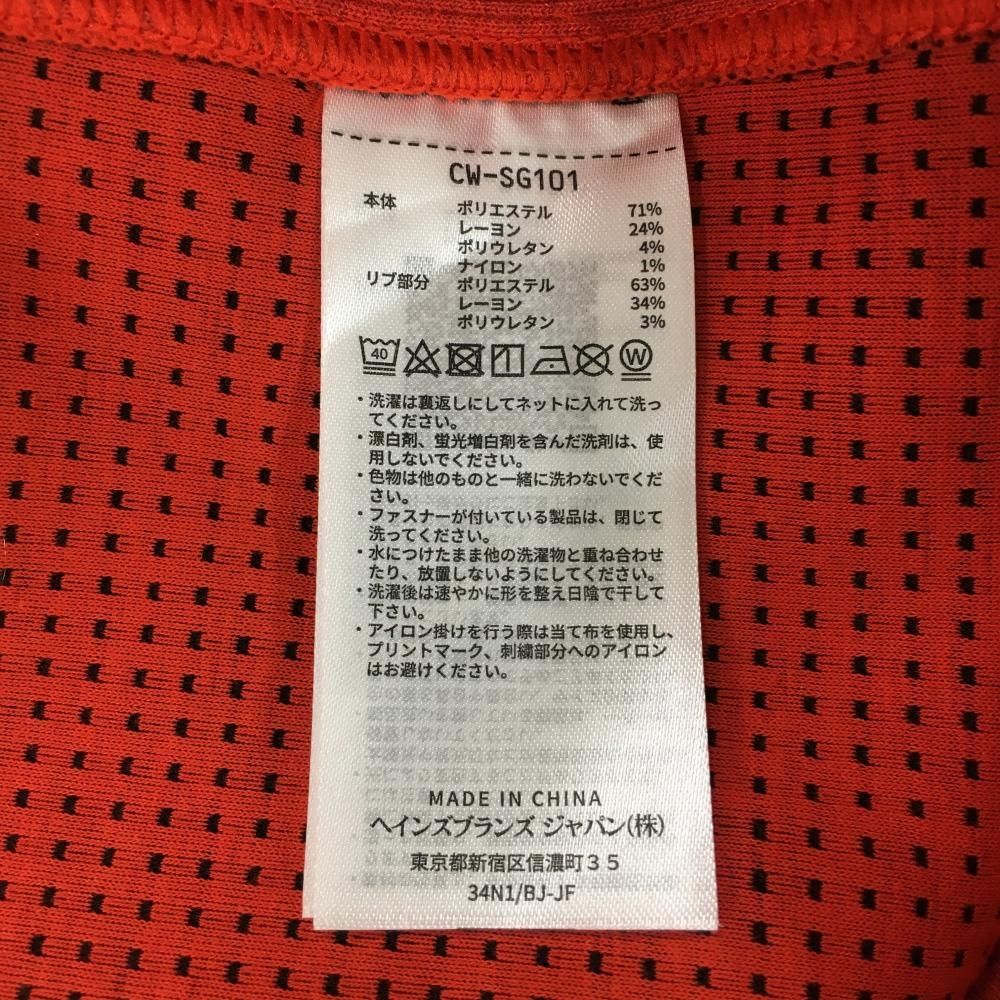 CW-SG101
本体 ポリエステル 71%
レーヨン 24%
ポリウレタン 4%
ナイロン 1%
リブ部分 ポリエステル 63%
レーヨン 34%
ポリウレタン 3%
40 W
・洗濯は裏返しにしてネットに入れて洗っ
てください。
・漂白剤、蛍光増白剤を含んだ洗剤は、使
用しないでください。
・色物は他のものと一緒に洗わないでくだ
さい。
・ファスナーが付いている製品は、閉じて
洗ってください。
・水につけたまま他の洗濯物と重ね合わせ
たり、放置しないようにしてください。
・洗濯後は速やかに形を整え日陰で干して
下さい。
・アイロン掛けを行う際は当て布を使用し、
プリントマーク、刺繍部分へのアイロン
はお避けください。
MADE IN CHINA
ヘインズブランズ ジャパン(株)
東京都新宿区信濃町35
34N1/BJ-JF